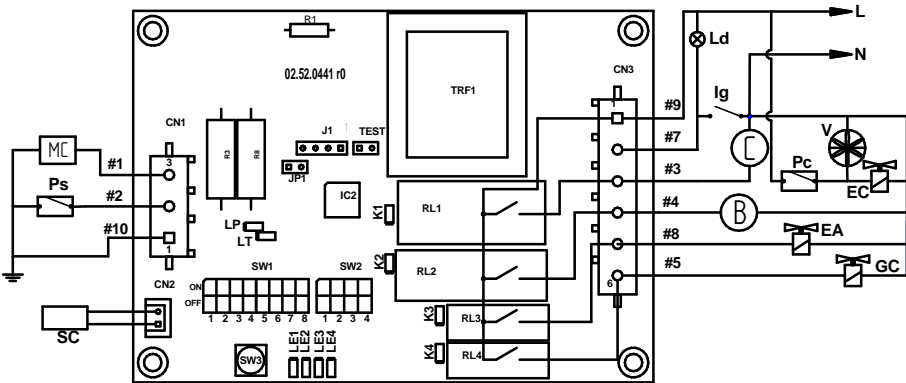 R1
L
Ld
02.52.0441 r0
TRF1
CN3
N
Ig
CN1
1
#9
J1
TEST
V
MC
3
#1
R3
R8
#7
C
Ps
JP1
#3
Pc
#2
IC2
K1
RL1
#4
B
EC
LP
#10
LT
EA
1
K2
#8
SW1
SW2
RL2
GC
CN2
ON
OFF
6
#5
1 2 3 4 5 6 7 8
1 2 3 4
K3
RL3
SC
SW3
LE1
LE2
LE3
LE4
K4
RL4